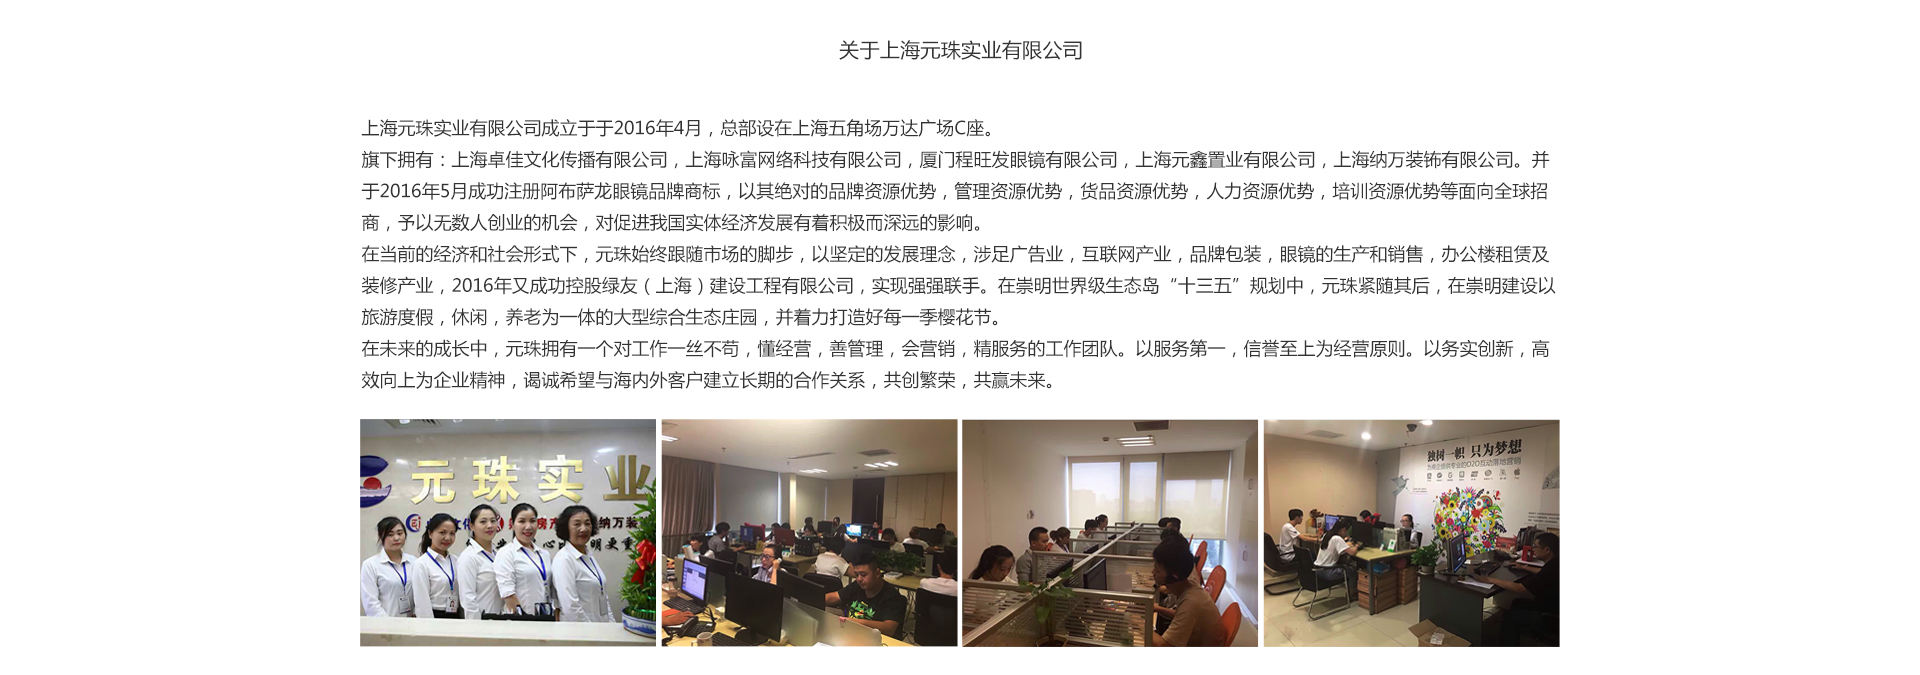 关于上海元珠实业有限公司
上海元珠实业有限公司成立于于2016年4月，总部设在上海五角场万达广场C座。
旗下拥有：上海卓佳文化传播有限公司，上海咏富网络科技有限公司，厦门程旺发眼镜有限公司，上海元鑫置业有限公司，上海纳万装饰有限公司。并
于2016年5月成功注册阿布萨龙眼镜品牌商标，以其绝对的品牌资源优势，管理资源优势，货品资源优势，人力资源优势，培训资源优势等面向全球招
商，予以无数人创业的机会，对促进我国实体经济发展有着积极而深远的影响。
在当前的经济和社会形式下，元珠始终跟随市场的脚步，以坚定的发展理念，涉足广告业，互联网产业，品牌包装，眼镜的生产和销售，办公楼租赁及
装修产业，2016年又成功控股绿友（上海）建设工程有限公司，实现强强联手。在崇明世界级生态岛“十三五”规划中，元珠紧随其后，在崇明建设以
旅游度假，休闲，养老为一体的大型综合生态庄园，并着力打造好每一季樱花节。
在未来的成长中，元珠拥有一个对工作一丝不苟，懂经营，善管理，会营销，精服务的工作团队。以服务第一，信誉至上为经营原则。以务实创新，高
效向上为企业精神，谒诚希望与海内外客户建立长期的合作关系，共创繁荣，共赢未来。
元珠实业
房产
纳万装
心
明更重
独树一帜 只为梦想
为商企提供专业的O2O互动落地营销